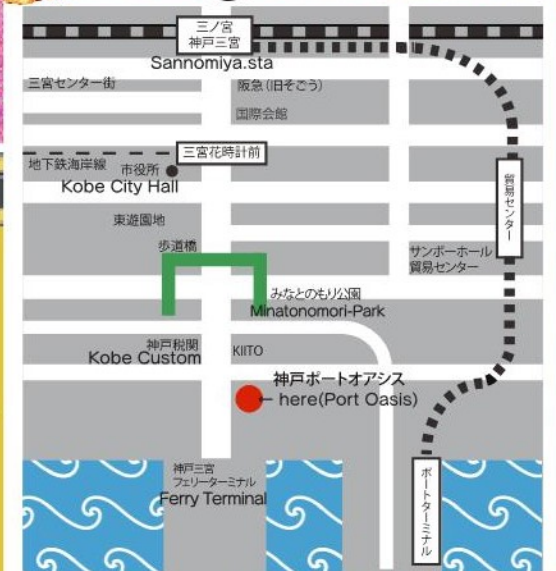 三ノ宮
神戸三宮
Sannomiya.sta
三宮センター街
阪急(旧そごう)
国際会館
三宮花時計前
地下鉄海岸線
市役所
Kobe City Hall
貿易センター
東遊園地
歩道橋
サンボーホール
貿易センター
みなとのもり公園
Minatonomori-Park
神戸税関
Kobe Custom
KIITO
神戸ポートオアシス
← here(Port Oasis)
神戸三宮
フェリーターミナル
Ferry Terminal
ポートターミナル